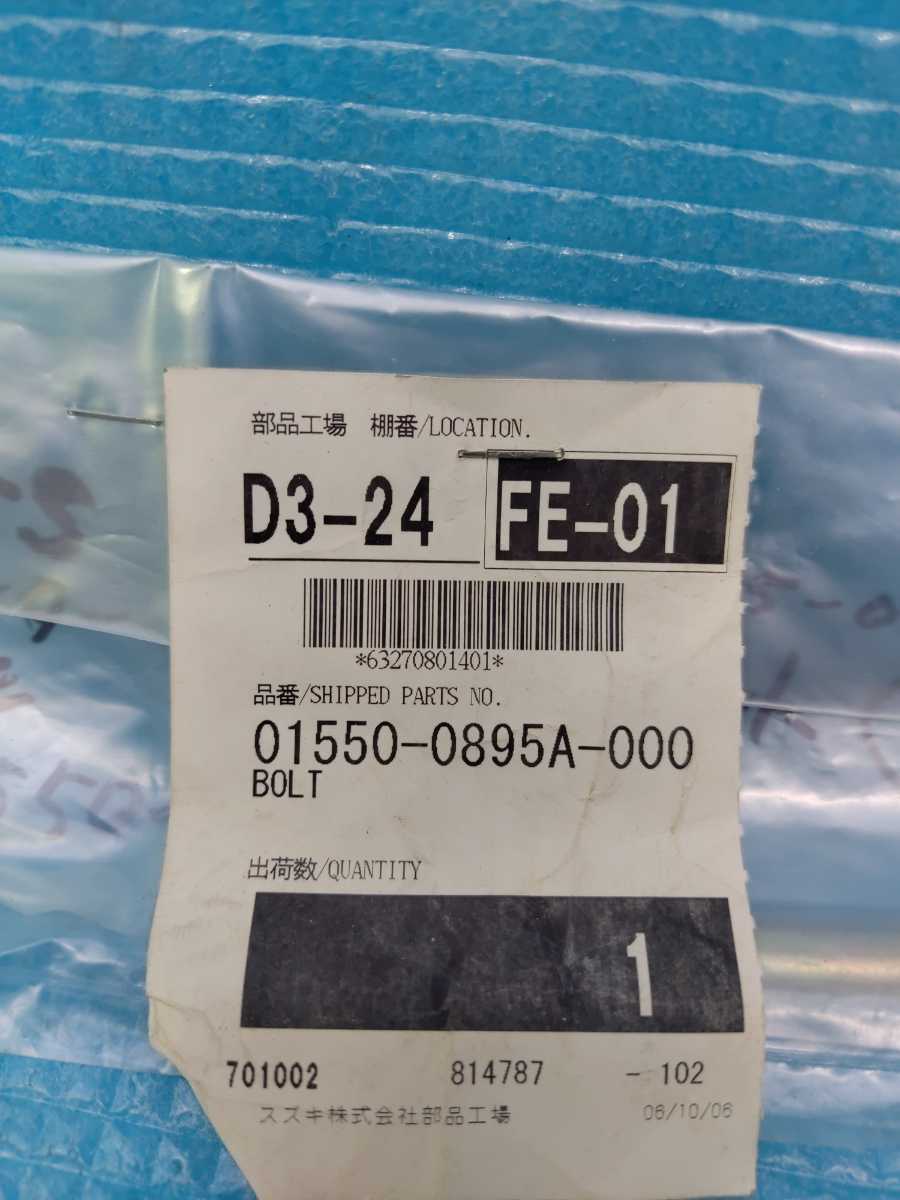 部品工場 棚番/LOCATION.
D3-24 FE-01
*63270801401*
品番/SHIPPED PARTS NO.
01550-0895A-000
BOLT
出荷数/QUANTITY
1
701002 814787 - 102
スズキ株式会社部品工場 06/10/06